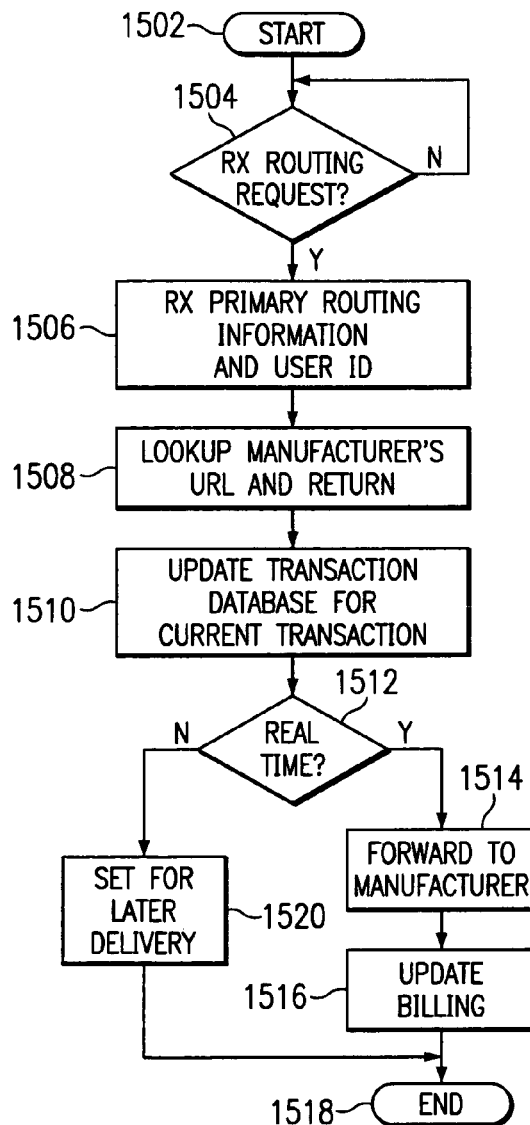 1502
START
1504
RX ROUTING
REQUEST?
N
Y
1506
RX PRIMARY ROUTING
INFORMATION
AND USER ID
1508
LOOKUP MANUFACTURER'S
URL AND RETURN
1510
UPDATE TRANSACTION
DATABASE FOR
CURRENT TRANSACTION
1512
N
REAL
TIME?
Y
1514
FORWARD TO
MANUFACTURER
SET FOR
LATER
DELIVERY
1520
1516
UPDATE
BILLING
1518
END